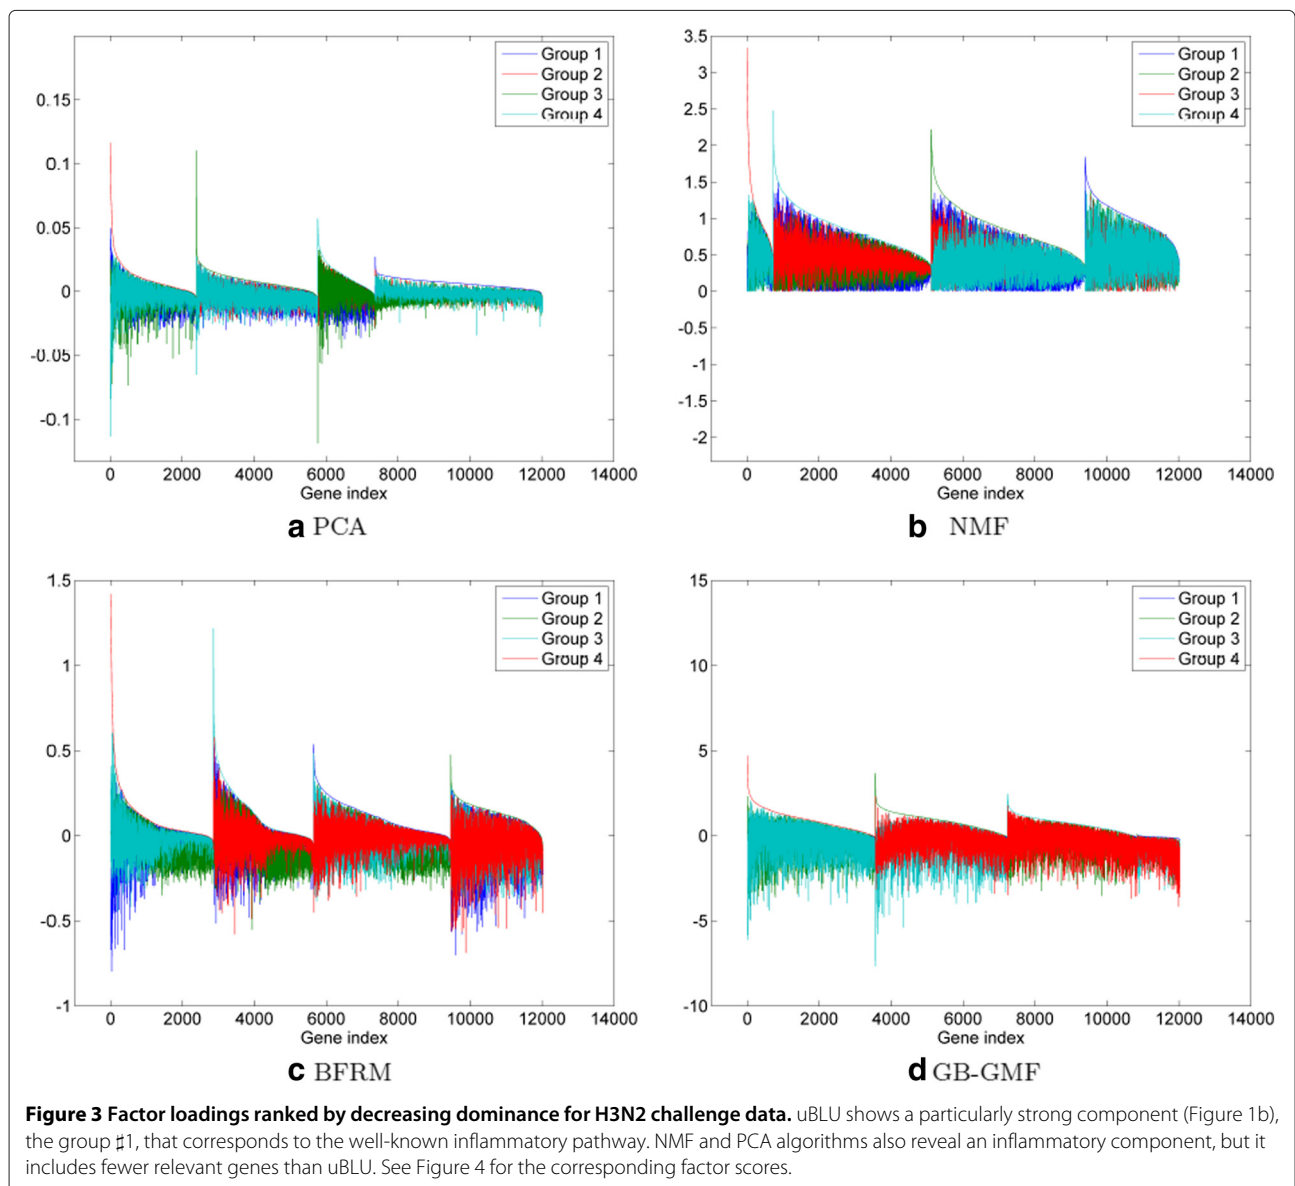 Group 1
Group 2
Group 3
Group 4
0.15
0.1
0.05
0
-0.05
-0.1
0 2000 4000 6000 8000 10000 12000 14000
Gene index
a PCA
Group 1
Group 2
Group 3
Group 4
3.5
3
2.5
2
1.5
1
0.5
0
-0.5
-1
-1.5
-2
0 2000 4000 6000 8000 10000 12000 14000
Gene index
b NMF
Group 1
Group 2
Group 3
Group 4
1.5
1
0.5
0
-0.5
-1
0 2000 4000 6000 8000 10000 12000 14000
Gene index
c BFRM
Group 1
Group 2
Group 3
Group 4
15
10
5
0
-5
-10
0 2000 4000 6000 8000 10000 12000 14000
Gene index
d GB-GMF
Figure 3 Factor loadings ranked by decreasing dominance for H3N2 challenge data. uBLU shows a particularly strong component (Figure 1b),
the group ♯1, that corresponds to the well-known inflammatory pathway. NMF and PCA algorithms also reveal an inflammatory component, but it
includes fewer relevant genes than uBLU. See Figure 4 for the corresponding factor scores.